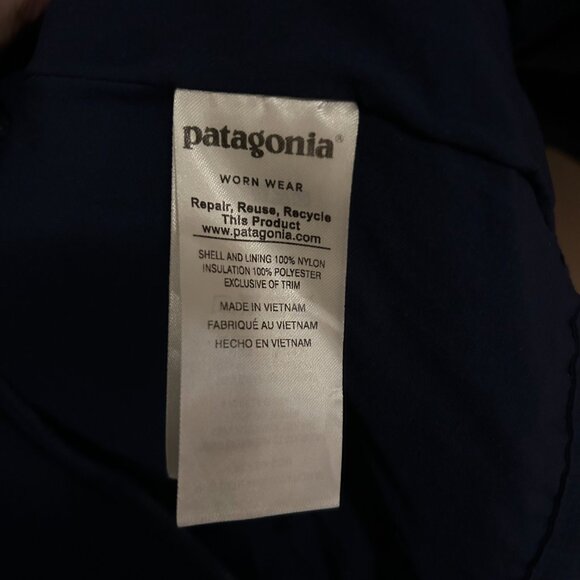 patagonia®
WORN WEAR
Repair, Reuse, Recycle
This Product
www.patagonia.com
SHELL AND LINING 100% NYLON
INSULATION 100% POLYESTER
EXCLUSIVE OF TRIM
MADE IN VIETNAM
FABRIQUÉ AU VIETNAM
HECHO EN VIETNAM